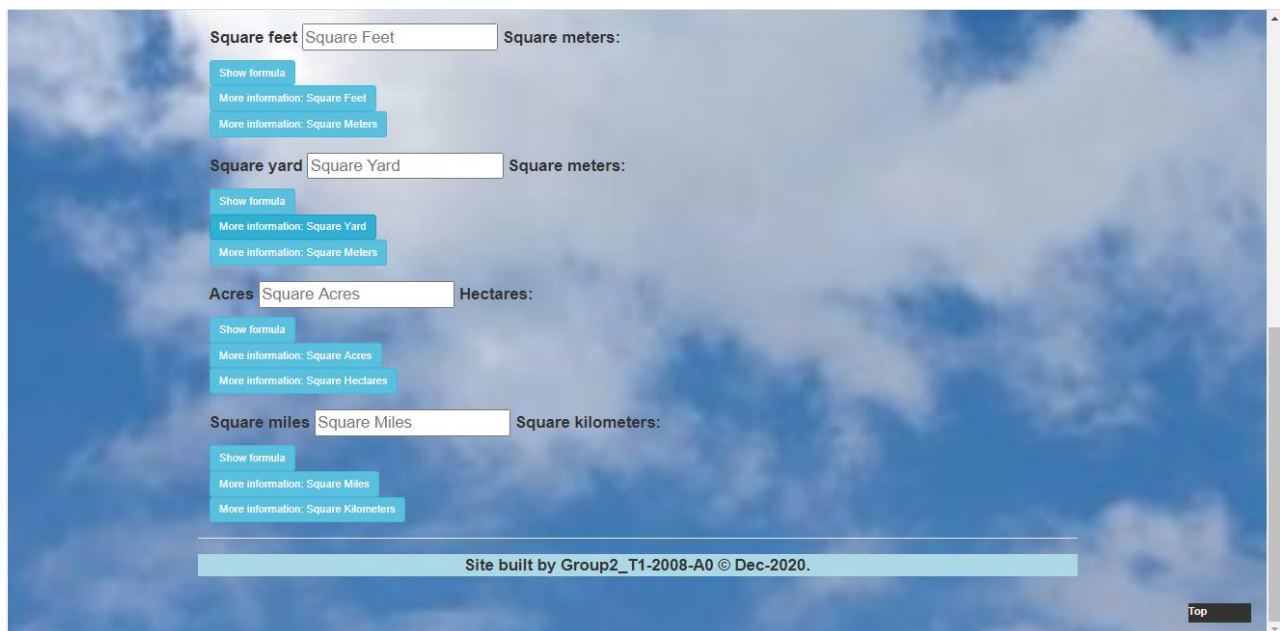 Square feet Square Feet Square meters:
Show formula
More information: Square Feet
More information: Square Meters
Square yard Square Yard Square meters:
Show formula
More information: Square Yard
More information: Square Meters
Acres Square Acres Hectares:
Show formula
More information: Square Acres
More information: Square Hectares
Square miles Square Miles Square kilometers:
Show formula
More information: Square Miles
More information: Square Kilometers
Site built by Group2_T1-2008-A0 © Dec-2020.
Top